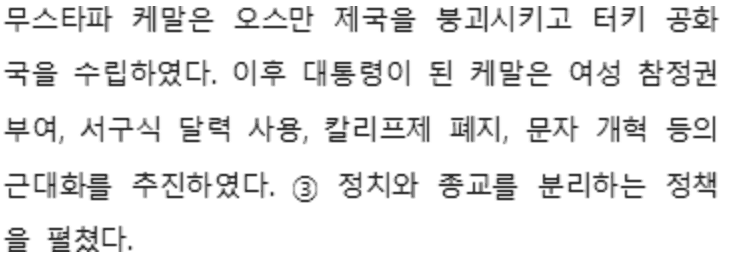 무스타파 케말은 오스만 제국을 붕괴시키고 터키 공화
국을 수립하였다. 이후 대통령이 된 케말은 여성 참정권
부여, 서구식 달력 사용, 칼리프제 폐지, 문자 개혁 등의
근대화를 추진하였다. ③ 정치와 종교를 분리하는 정책
을 펼쳤다.